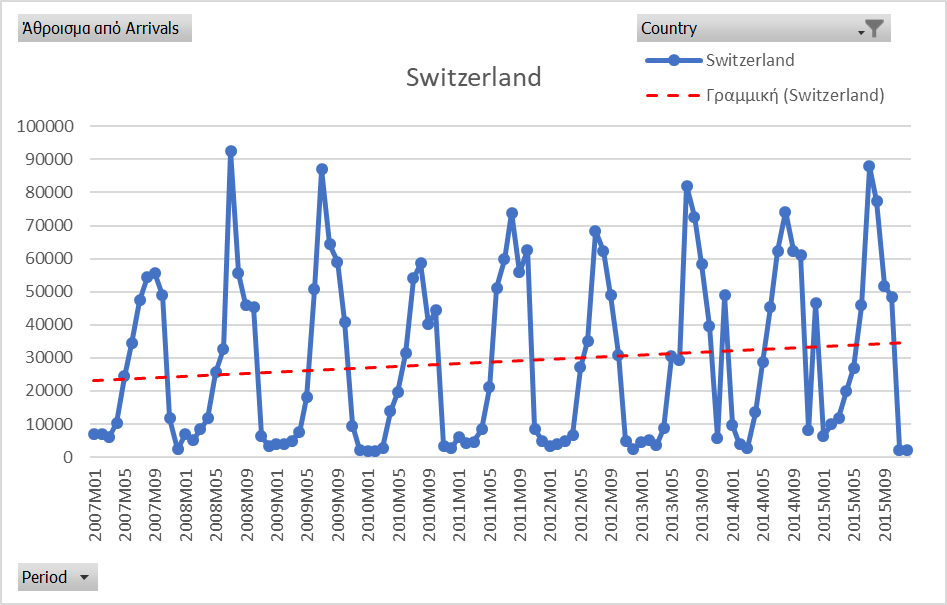 Άθροισμα από Arrivals
Country
Switzerland
Switzerland
Γραμμική (Switzerland)
100000
90000
80000
70000
60000
50000
40000
30000
20000
10000
0
2007M01
2007M05
2007M09
2008M01
2008M05
2008M09
2009M01
2009M05
2009M09
2010M01
2010M05
2010M09
2011M01
2011M05
2011M09
2012M01
2012M05
2012M09
2013M01
2013M05
2013M09
2014M01
2014M05
2014M09
2015M01
2015M05
2015M09
Period